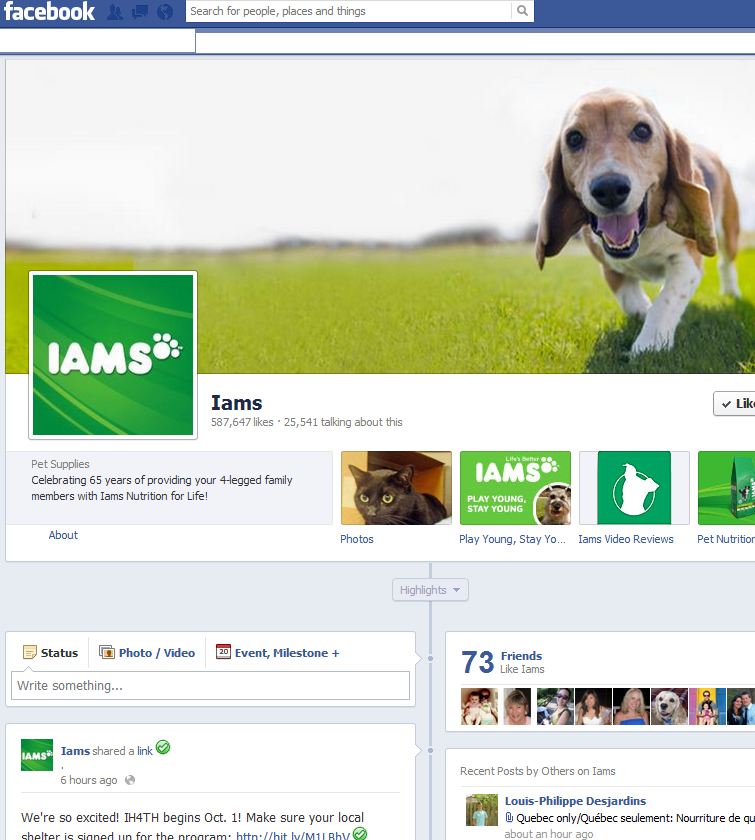 facebook
Search for people, places and things
IAMS
Iams
587,647 likes · 25,541 talking about this
Pet Supplies
Celebrating 65 years of providing your 4-legged family
members with Iams Nutrition for Life!
About
Life's Better
IAMS
PLAY YOUNG,
STAY YOUNG
Photos
Play Young, Stay Yo...
Iams Video Reviews
Pet Nutrition
Highlights
Status
Photo / Video
20
Event, Milestone +
Write something...
73
Friends
Like Iams
IAMS
Iams shared a link
.
6 hours ago
We're so excited! IH4TH begins Oct. 1! Make sure your local
shelter is signed up for the program: http://bit.ly/M1LBhV
Recent Posts by Others on Iams
Louis-Philippe Desjardins
Quebec only/Québec seulement: Nourriture de
about an hour ago